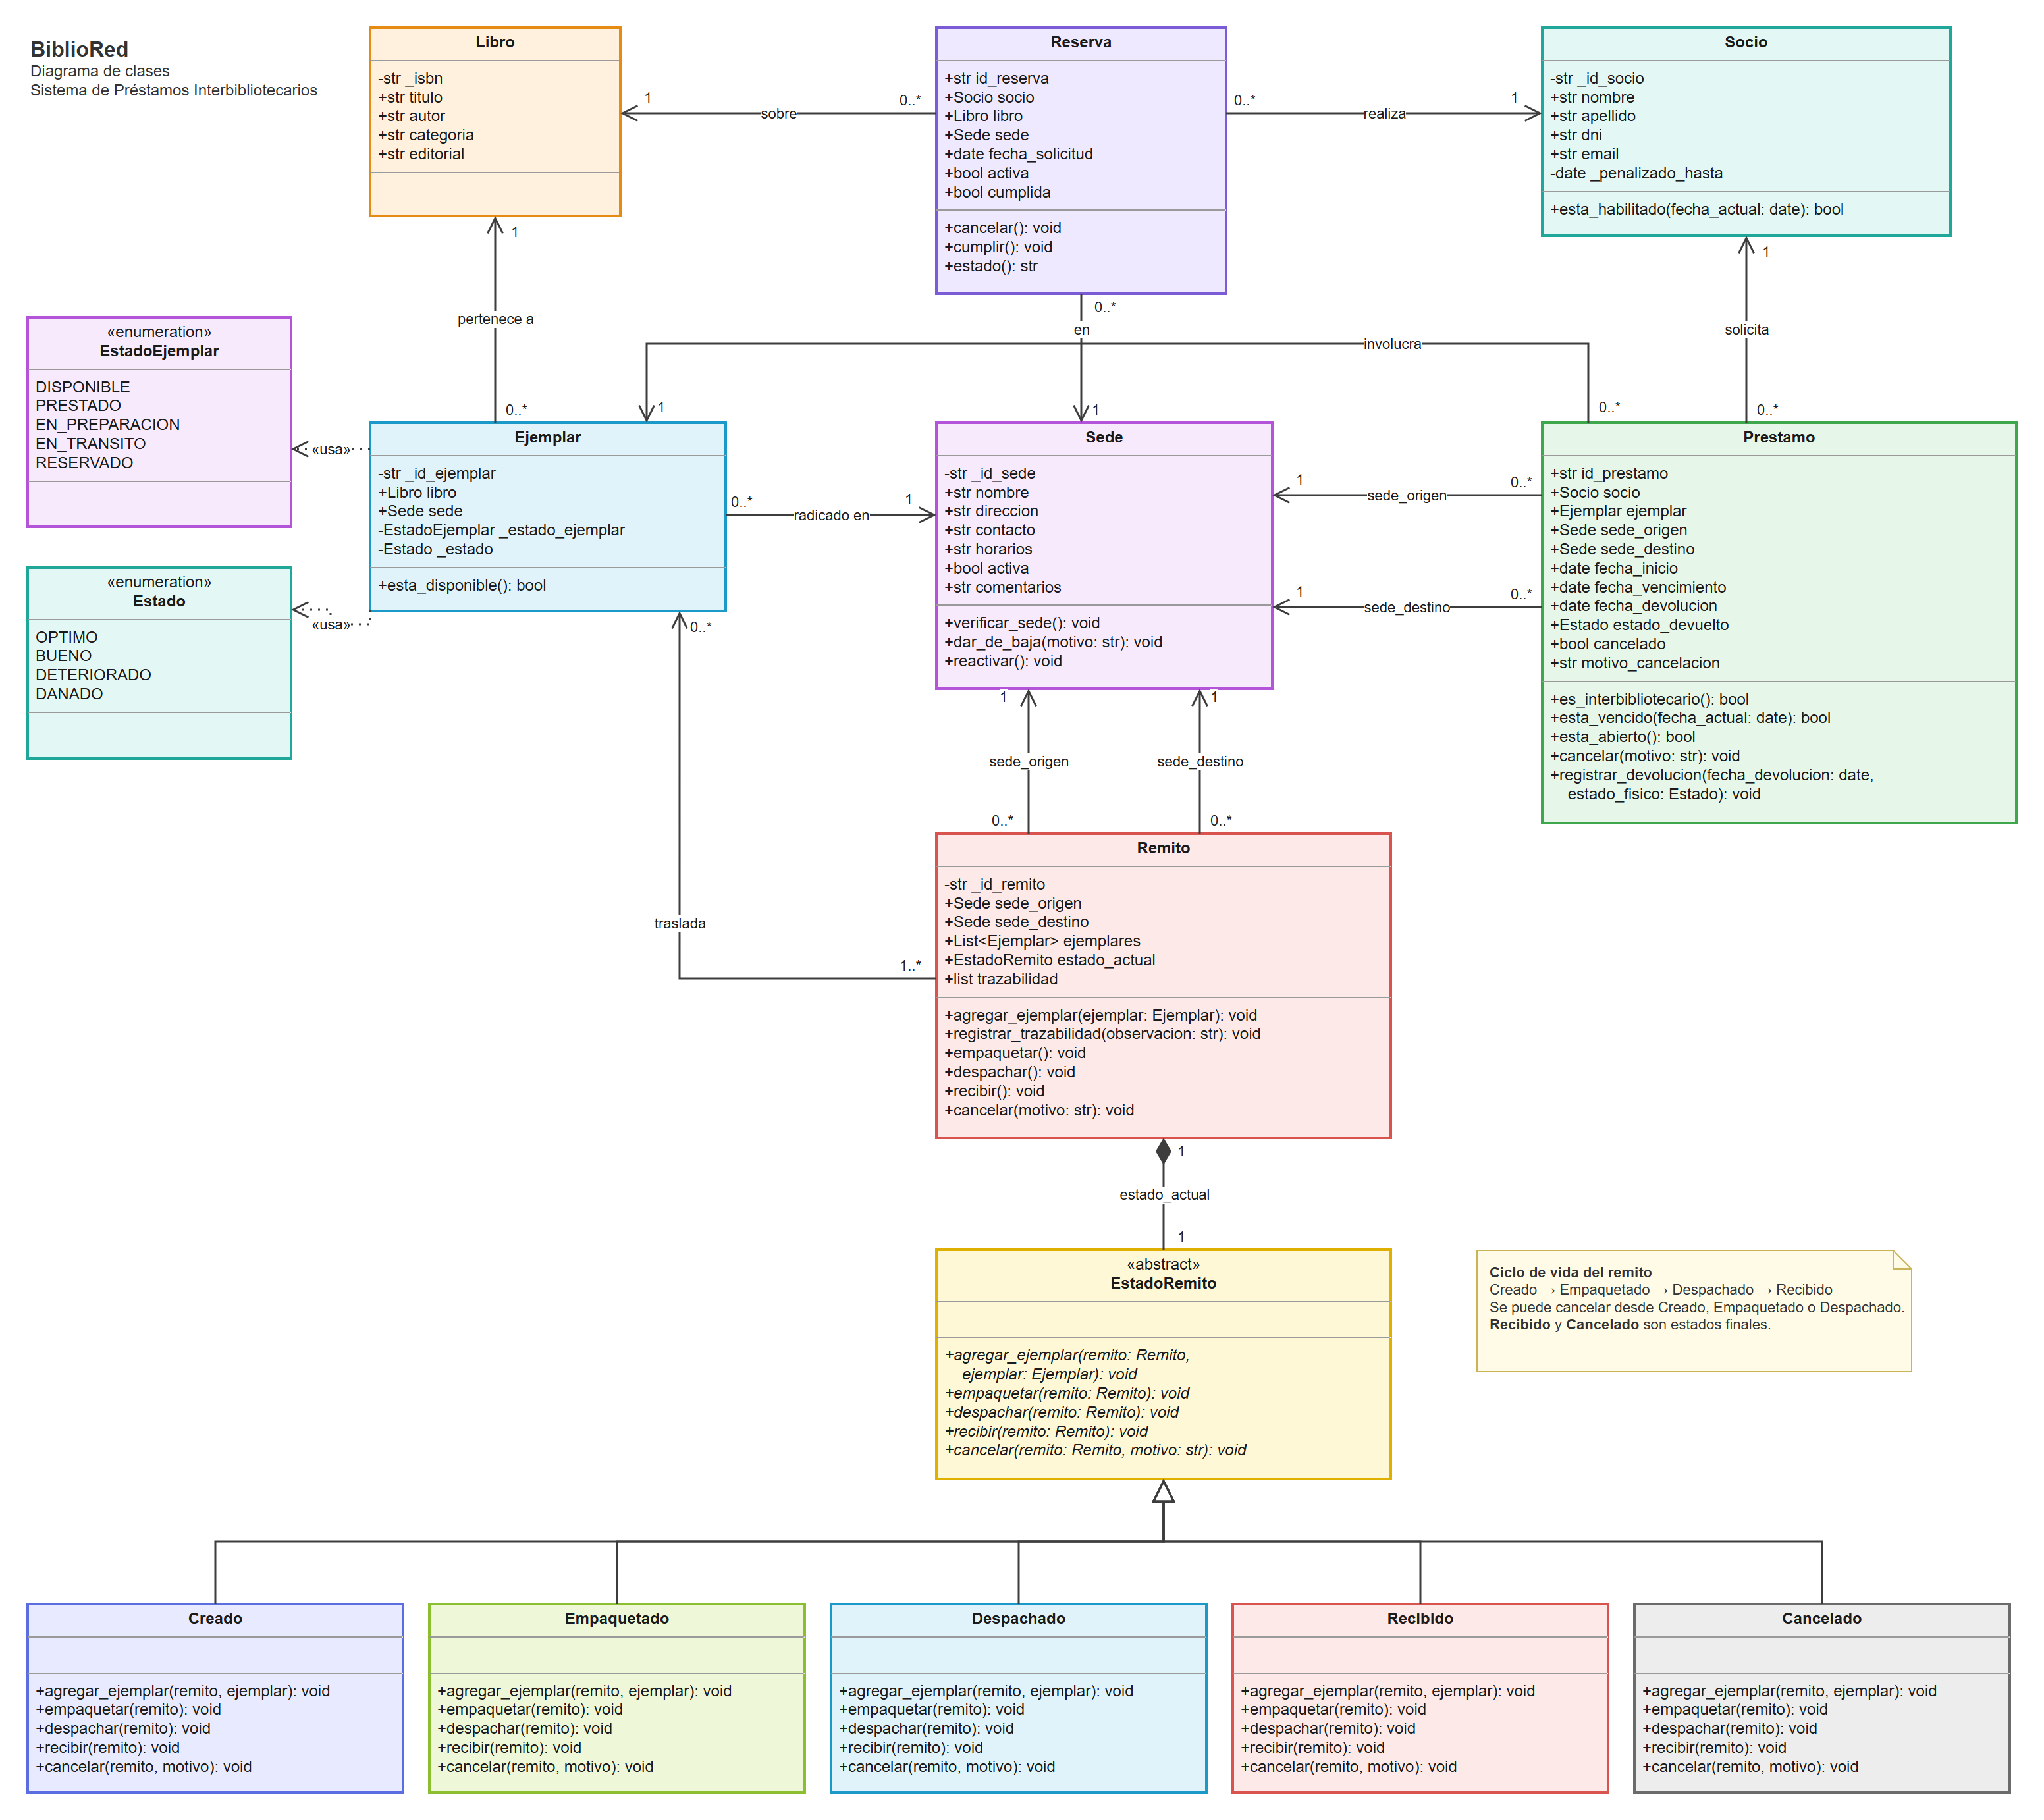 BiblioRed
Diagrama de clases
Sistema de Préstamos Interbibliotecarios
Libro
-str _isbn
+str titulo
+str autor
+str categoria
+str editorial
1
sobre
0..*
Reserva
+str id_reserva
+Socio socio
+Libro libro
+Sede sede
+date fecha_solicitud
+bool activa
+bool cumplida
+cancelar(): void
+cumplir(): void
+estado(): str
0..*
realiza
1
Socio
-str _id_socio
+str nombre
+str apellido
+str dni
+str email
-date _penalizado_hasta
+esta_habilitado(fecha_actual: date): bool
1
pertenece a
0..*
0..*
en
1
involucra
1
0..*
1
solicita
0..*
«enumeration»
EstadoEjemplar
DISPONIBLE
PRESTADO
EN_PREPARACION
EN_TRANSITO
RESERVADO
«usa»
«enumeration»
Estado
OPTIMO
BUENO
DETERIORADO
DANADO
«usa»
Ejemplar
-str _id_ejemplar
+Libro libro
+Sede sede
-EstadoEjemplar _estado_ejemplar
-Estado _estado
+esta_disponible(): bool
0..*
radicado en
1
Sede
-str _id_sede
+str nombre
+str direccion
+str contacto
+str horarios
+bool activa
+str comentarios
+verificar_sede(): void
+dar_de_baja(motivo: str): void
+reactivar(): void
1
sede_origen
0..*
1
sede_destino
0..*
Prestamo
+str id_prestamo
+Socio socio
+Ejemplar ejemplar
+Sede sede_origen
+Sede sede_destino
+date fecha_inicio
+date fecha_vencimiento
+date fecha_devolucion
+Estado estado_devuelto
+bool cancelado
+str motivo_cancelacion
+es_interbibliotecario(): bool
+esta_vencido(fecha_actual: date): bool
+esta_abierto(): bool
+cancelar(motivo: str): void
+registrar_devolucion(fecha_devolucion: date,
estado_fisico: Estado): void
0..*
traslada
1..*
1
sede_origen
0..*
1
sede_destino
0..*
Remito
-str _id_remito
+Sede sede_origen
+Sede sede_destino
+List<Ejemplar> ejemplares
+EstadoRemito estado_actual
+list trazabilidad
+agregar_ejemplar(ejemplar: Ejemplar): void
+registrar_trazabilidad(observacion: str): void
+empaquetar(): void
+despachar(): void
+recibir(): void
+cancelar(motivo: str): void
1
estado_actual
1
«abstract»
EstadoRemito
+agregar_ejemplar(remito: Remito,
ejemplar: Ejemplar): void
+empaquetar(remito: Remito): void
+despachar(remito: Remito): void
+recibir(remito: Remito): void
+cancelar(remito: Remito, motivo: str): void
Ciclo de vida del remito
Creado → Empaquetado → Despachado → Recibido
Se puede cancelar desde Creado, Empaquetado o Despachado.
Recibido y Cancelado son estados finales.
Creado
+agregar_ejemplar(remito, ejemplar): void
+empaquetar(remito): void
+despachar(remito): void
+recibir(remito): void
+cancelar(remito, motivo): void
Empaquetado
+agregar_ejemplar(remito, ejemplar): void
+empaquetar(remito): void
+despachar(remito): void
+recibir(remito): void
+cancelar(remito, motivo): void
Despachado
+agregar_ejemplar(remito, ejemplar): void
+empaquetar(remito): void
+despachar(remito): void
+recibir(remito): void
+cancelar(remito, motivo): void
Recibido
+agregar_ejemplar(remito, ejemplar): void
+empaquetar(remito): void
+despachar(remito): void
+recibir(remito): void
+cancelar(remito, motivo): void
Cancelado
+agregar_ejemplar(remito, ejemplar): void
+empaquetar(remito): void
+despachar(remito): void
+recibir(remito): void
+cancelar(remito, motivo): void